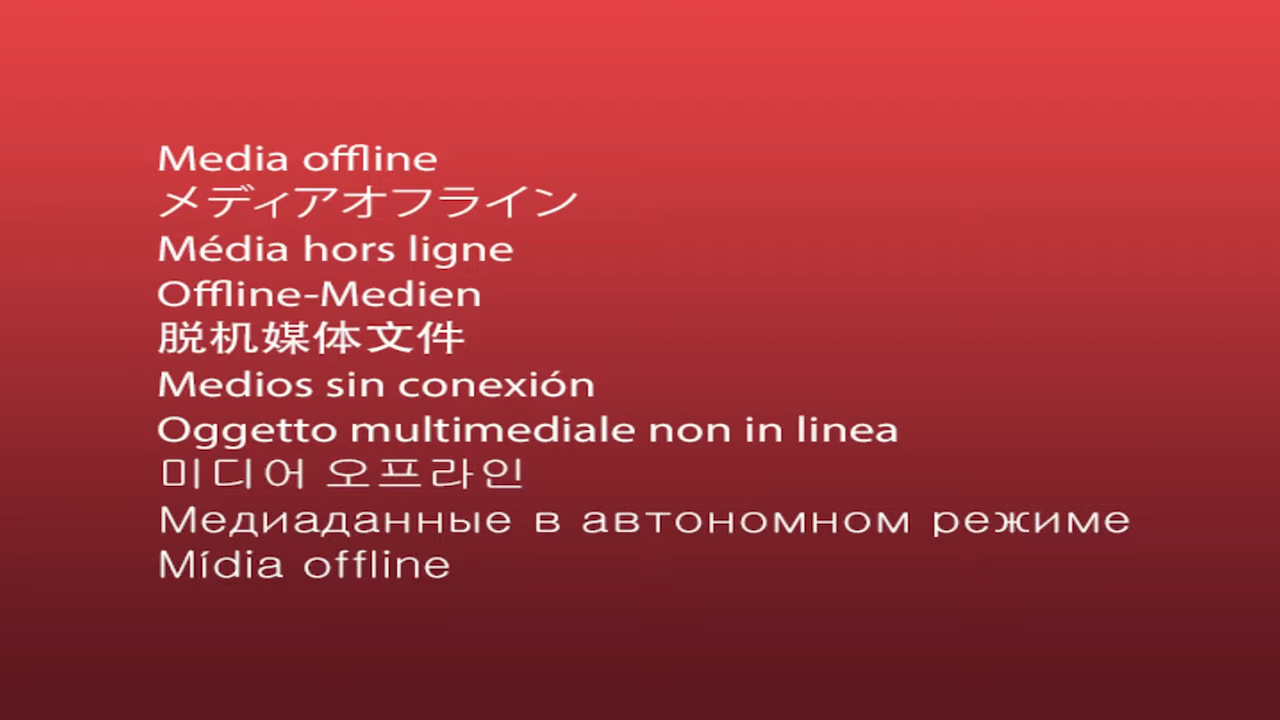 Media offline
メディアオフライン
Média hors ligne
Offline-Medien
脱机媒体文件
Medios sin conexión
Oggetto multimediale non in linea
미디어 오프라인
Медиаданные в автономном режиме
Mídia offline